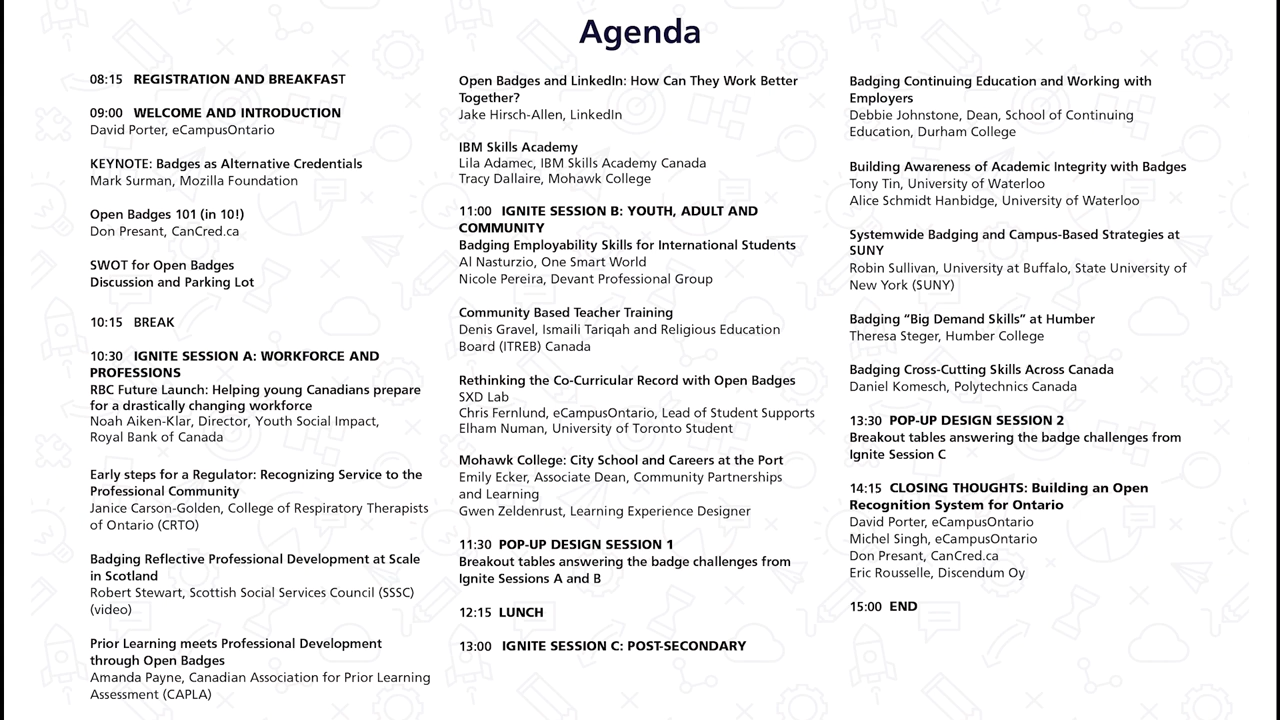 Agenda
08:15 REGISTRATION AND BREAKFAST
09:00 WELCOME AND INTRODUCTION
David Porter, eCampusOntario
KEYNOTE: Badges as Alternative Credentials
Mark Surman, Mozilla Foundation
Open Badges 101 (in 10!)
Don Presant, CanCred.ca
SWOT for Open Badges
Discussion and Parking Lot
10:15 BREAK
10:30 IGNITE SESSION A: WORKFORCE AND
PROFESSIONS
RBC Future Launch: Helping young Canadians prepare
for a drastically changing workforce
Noah Aiken-Klar, Director, Youth Social Impact,
Royal Bank of Canada
Early steps for a Regulator: Recognizing Service to the
Professional Community
Janice Carson-Golden, College of Respiratory Therapists
of Ontario (CRTO)
Badging Reflective Professional Development at Scale
in Scotland
Robert Stewart, Scottish Social Services Council (SSSC)
(video)
Prior Learning meets Professional Development
through Open Badges
Amanda Payne, Canadian Association for Prior Learning
Assessment (CAPLA)
Open Badges and LinkedIn: How Can They Work Better
Together?
Jake Hirsch-Allen, LinkedIn
IBM Skills Academy
Lila Adamec, IBM Skills Academy Canada
Tracy Dallaire, Mohawk College
11:00 IGNITE SESSION B: YOUTH, ADULT AND
COMMUNITY
Badging Employability Skills for International Students
Al Nasturzio, One Smart World
Nicole Pereira, Devant Professional Group
Community Based Teacher Training
Denis Gravel, Ismaili Tariqah and Religious Education
Board (ITREB) Canada
Rethinking the Co-Curricular Record with Open Badges
SXD Lab
Chris Fernlund, eCampusOntario, Lead of Student Supports
Elham Numan, University of Toronto Student
Mohawk College: City School and Careers at the Port
Emily Ecker, Associate Dean, Community Partnerships
and Learning
Gwen Zeldenrust, Learning Experience Designer
11:30 POP-UP DESIGN SESSION 1
Breakout tables answering the badge challenges from
Ignite Sessions A and B
12:15 LUNCH
13:00 IGNITE SESSION C: POST-SECONDARY
Badging Continuing Education and Working with
Employers
Debbie Johnstone, Dean, School of Continuing
Education, Durham College
Building Awareness of Academic Integrity with Badges
Tony Tin, University of Waterloo
Alice Schmidt Hanbidge, University of Waterloo
Systemwide Badging and Campus-Based Strategies at
SUNY
Robin Sullivan, University at Buffalo, State University of
New York (SUNY)
Badging “Big Demand Skills” at Humber
Theresa Steger, Humber College
Badging Cross-Cutting Skills Across Canada
Daniel Komesch, Polytechnics Canada
13:30 POP-UP DESIGN SESSION 2
Breakout tables answering the badge challenges from
Ignite Session C
14:15 CLOSING THOUGHTS: Building an Open
Recognition System for Ontario
David Porter, eCampusOntario
Michel Singh, eCampusOntario
Don Presant, CanCred.ca
Eric Rousselle, Discendum Oy
15:00 END